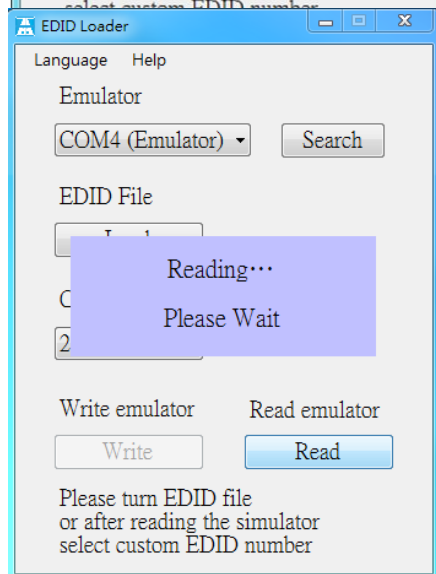 select custom EDID number
EDID Loader
Language Help
Emulator
COM4 (Emulator) Search
EDID File
Reading…
Please Wait
2
Write emulator Read emulator
Write Read
Please turn EDID file
or after reading the simulator
select custom EDID number